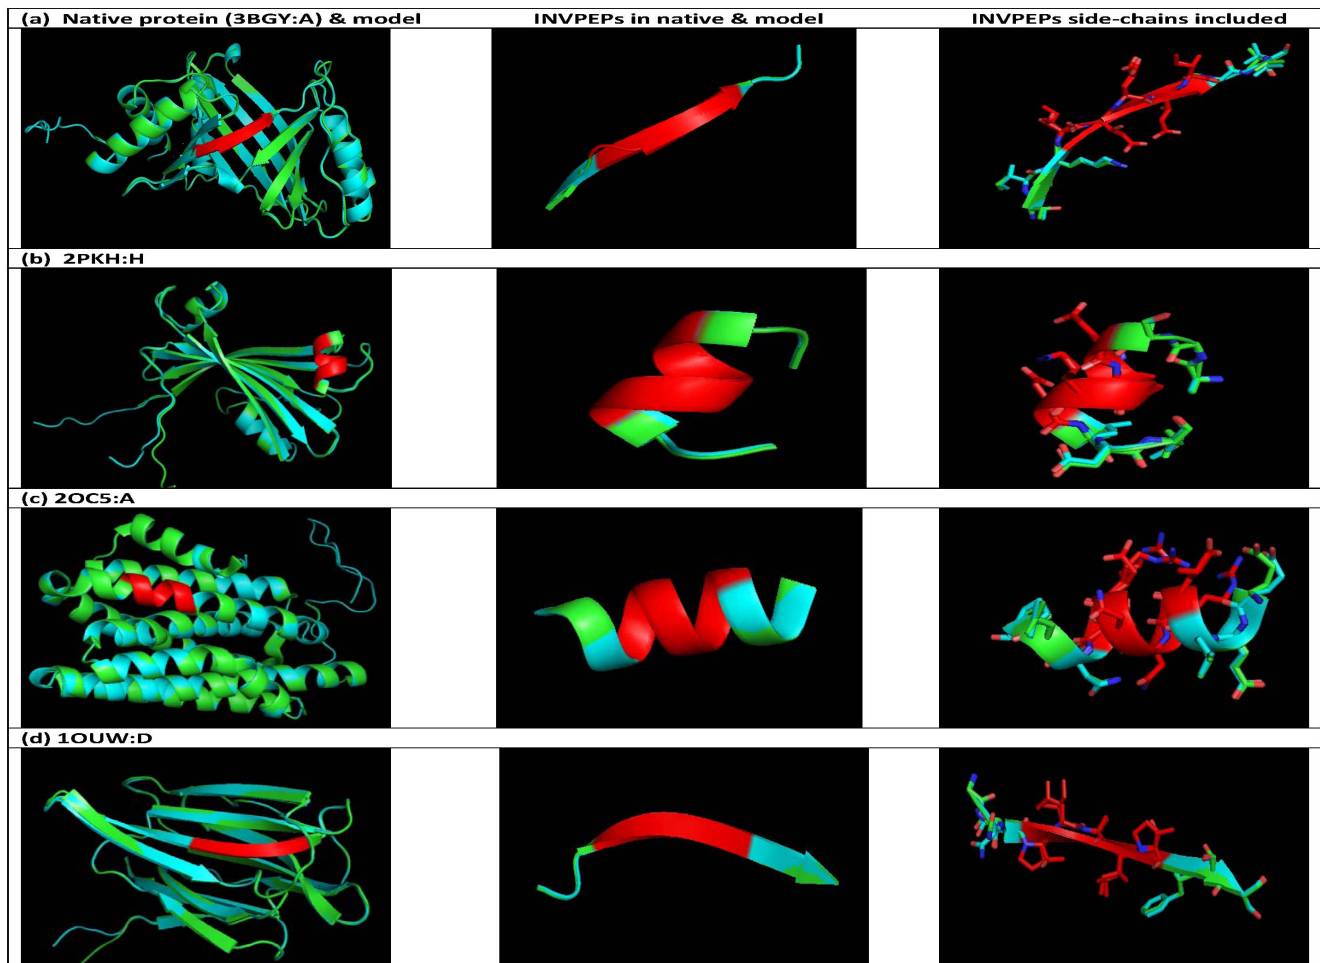 (a) Native protein (3BGY:A) & model INVPEPs in native & model INVPEPs side-chains included
(b) 2PKH:H
(c) 2OC5:A
(d) 1OUW:D